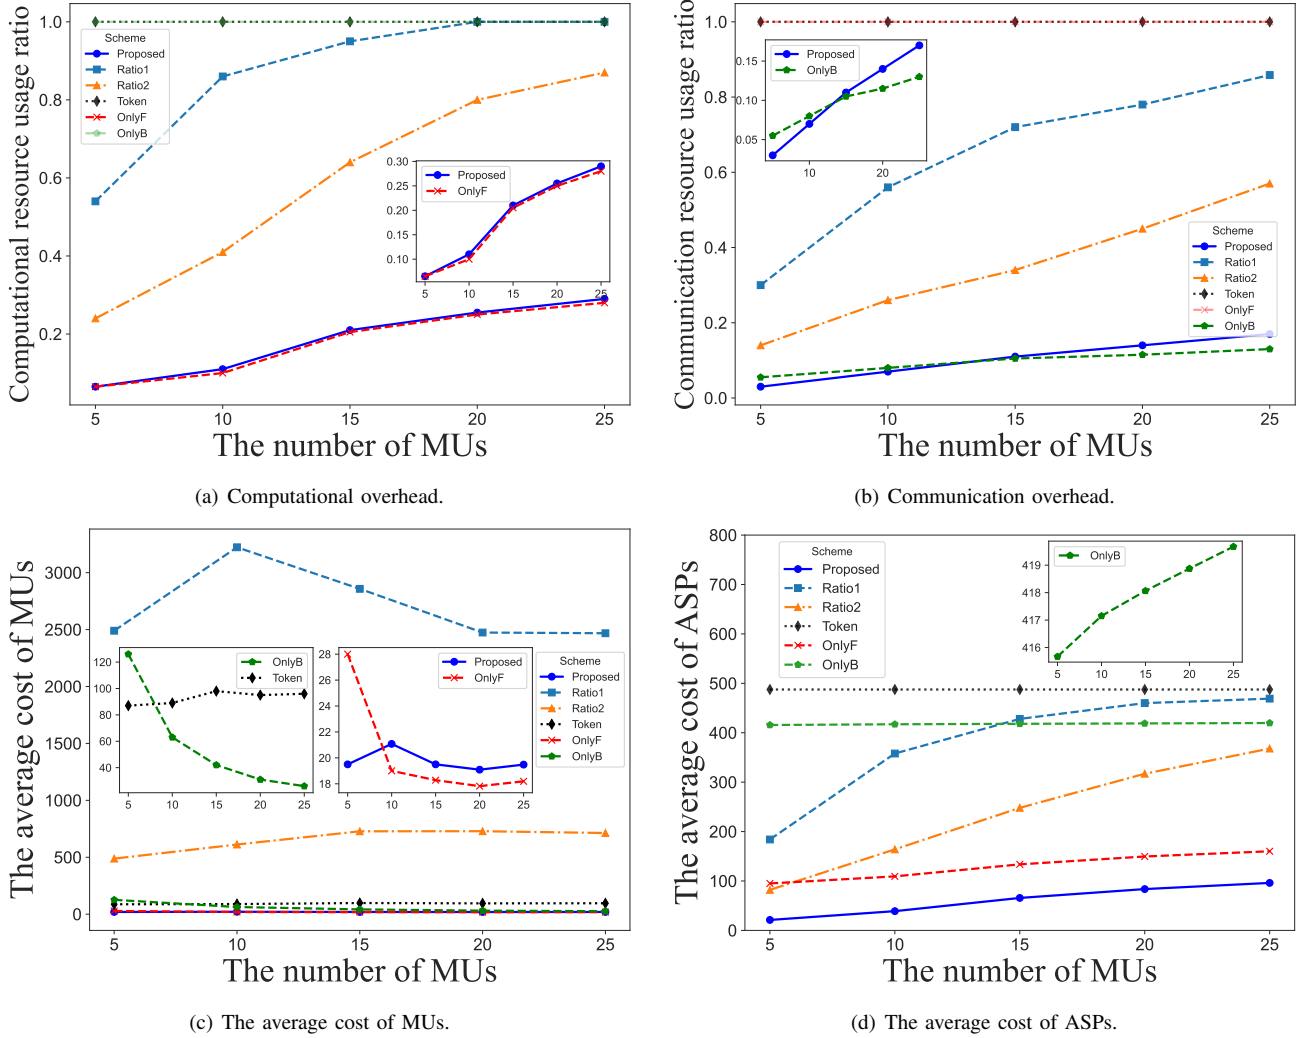 Computational resource usage ratio
1.0
0.8
0.6
0.4
0.2
Scheme
Proposed
Ratio1
Ratio2
Token
OnlyF
OnlyB
0.30
0.25
0.20
0.15
0.10
Proposed
OnlyF
5 10 15 20 25
5 10 15 20 25
The number of MUs
(a) Computational overhead.
Communication resource usage ratio
1.0
0.8
0.6
0.4
0.2
0.0
0.15
0.10
0.05
Proposed
OnlyB
10 20
Scheme
Proposed
Ratio1
Ratio2
Token
OnlyF
OnlyB
5 10 15 20 25
The number of MUs
(b) Communication overhead.
The average cost of MUs
3000
2500
2000
1500
1000
500
0
120
100
80
60
40
OnlyB
Token
5 10 15 20 25
28
26
24
22
20
18
Proposed
OnlyF
5 10 15 20 25
Scheme
Proposed
Ratio1
Ratio2
Token
OnlyF
OnlyB
5 10 15 20 25
The number of MUs
(c) The average cost of MUs.
The average cost of ASPs
800
700
600
500
400
300
200
100
0
Scheme
Proposed
Ratio1
Ratio2
Token
OnlyF
OnlyB
419
418
417
416
OnlyB
5 10 15 20 25
5 10 15 20 25
The number of MUs
(d) The average cost of ASPs.